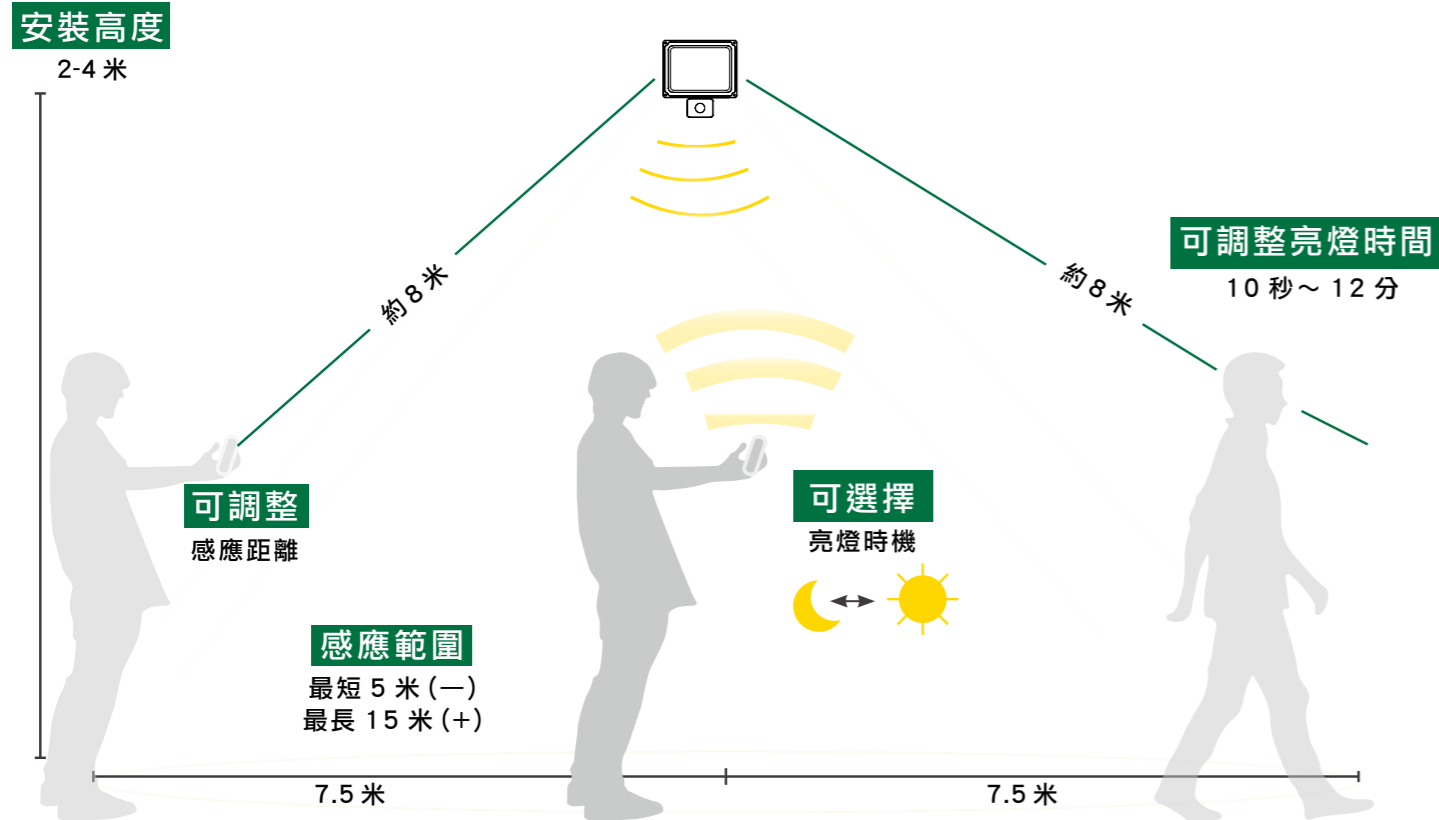 安裝高度
2-4 米
約8米
約8米
可調整亮燈時間
10 秒～ 12 分
可調整
感應距離
可選擇
亮燈時機
感應範圍
最短 5 米 (—)
最長 15 米 (+)
7.5 米
7.5 米